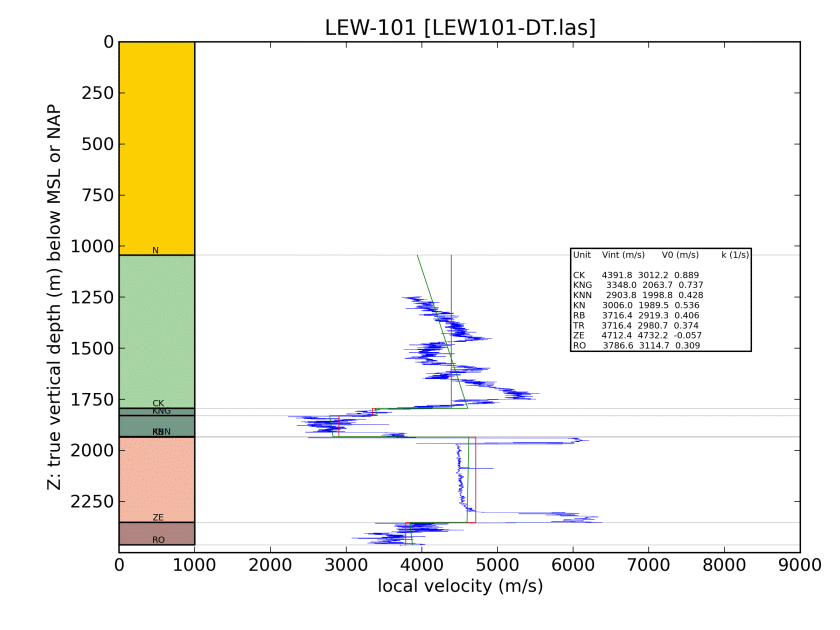 LEW-101 [LEW101-DT.las]
Z: true vertical depth (m) below MSL or NAP
0
250
500
750
1000
1250
1500
1750
2000
2250
N
CK
KNG
ZE
RO
Unit Vint (m/s) V0 (m/s) k (1/s)
CK 4391.8 3012.2 0.889
KNG 3348.0 2063.7 0.737
KNN 2903.8 1998.8 0.428
KN 3006.0 1989.5 0.536
RB 3716.4 2919.3 0.406
TR 3716.4 2980.7 0.374
ZE 4712.4 4732.2 -0.057
RO 3786.6 3114.7 0.309
0 1000 2000 3000 4000 5000 6000 7000 8000 9000
local velocity (m/s)